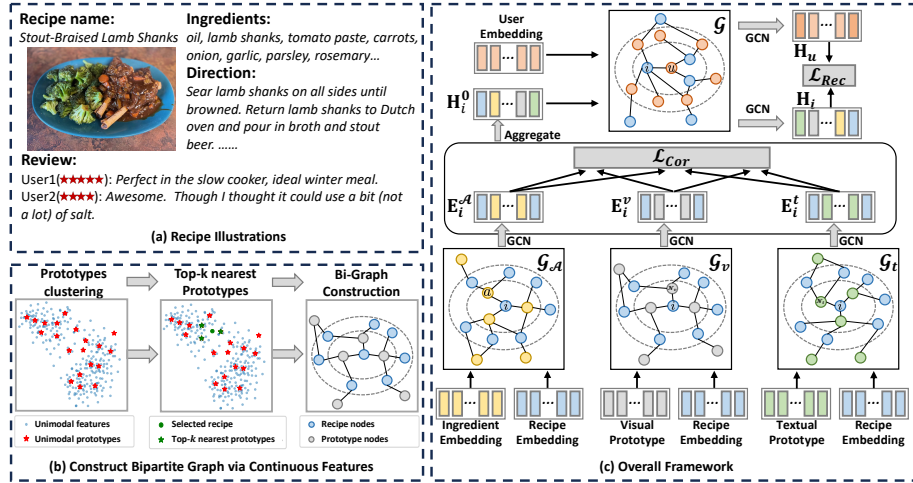 Recipe name:
Stout-Braised Lamb Shanks
Ingredients:
oil, lamb shanks, tomato paste, carrots,
onion, garlic, parsley, rosemary...
Direction:
Sear lamb shanks on all sides until
browned. Return lamb shanks to Dutch
oven and pour in broth and stout
beer. ......
Review:
User1(★★★★★): Perfect in the slow cooker, ideal winter meal.
User2(★★★★): Awesome. Though I thought it could use a bit (not
a lot) of salt.
(a) Recipe Illustrations
Prototypes
clustering
Top-k nearest
Prototypes
Bi-Graph
Construction
Unimodal features
Unimodal prototypes
Selected recipe
Top-k nearest prototypes
Recipe nodes
Prototype nodes
(b) Construct Bipartite Graph via Continuous Features
User
Embedding
...
H_i^0
...
Aggregate
𝒢
i
u
GCN
GCN
...
H_u
ℒ_Rec
H_i
...
ℒ_Cor
E_i^𝒜
...
E_i^v
...
E_i^t
...
GCN
GCN
GCN
𝒢_𝒜
a
i
𝒢_v
i
𝒢_t
i
...
...
...
...
...
...
Ingredient
Embedding
Recipe
Embedding
Visual
Prototype
Recipe
Embedding
Textual
Prototype
Recipe
Embedding
(c) Overall Framework